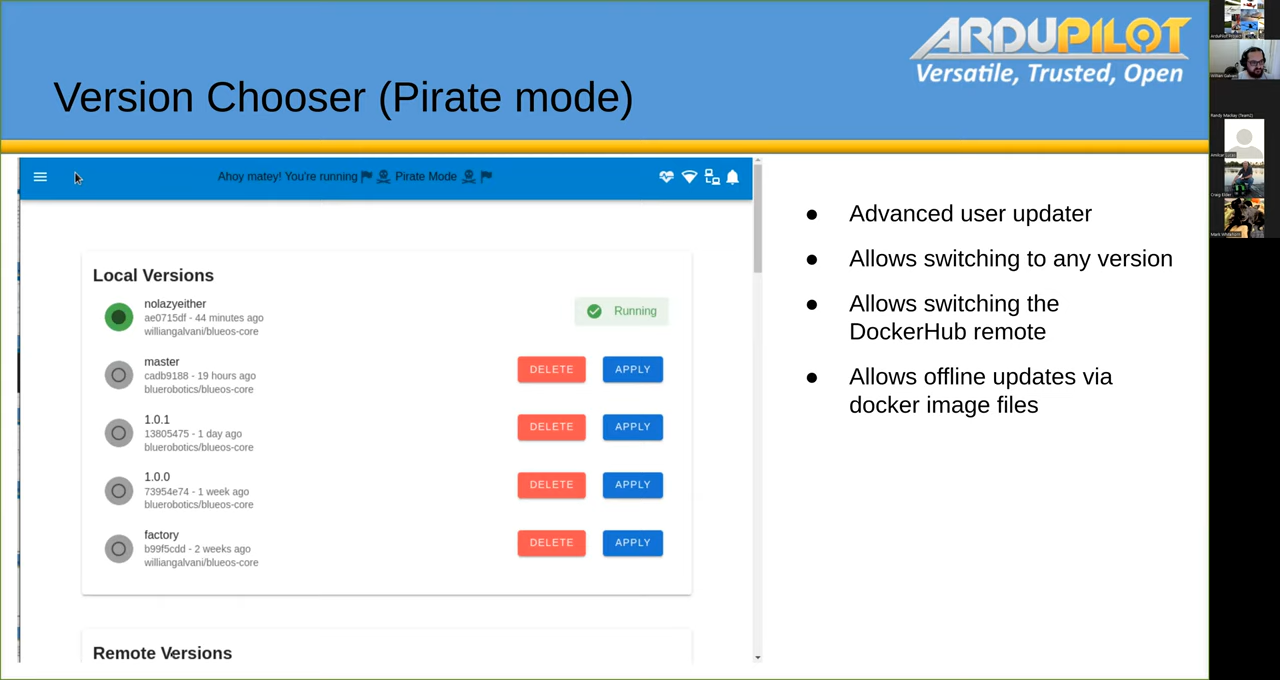 ARDUPILOT
Versatile, Trusted, Open
Version Chooser (Pirate mode)
Ahoy matey! You're running Pirate Mode
Local Versions
nolazyeither
ae0715df - 44 minutes ago
williangalvani/blueos-core
Running
master
cadb9188 - 19 hours ago
bluerobotics/blueos-core
DELETE
APPLY
1.0.1
13805475 - 1 day ago
bluerobotics/blueos-core
DELETE
APPLY
1.0.0
73954e74 - 1 week ago
bluerobotics/blueos-core
DELETE
APPLY
factory
b99f5cdd - 2 weeks ago
williangalvani/blueos-core
DELETE
APPLY
Remote Versions
● Advanced user updater
● Allows switching to any version
● Allows switching the
DockerHub remote
● Allows offline updates via
docker image files